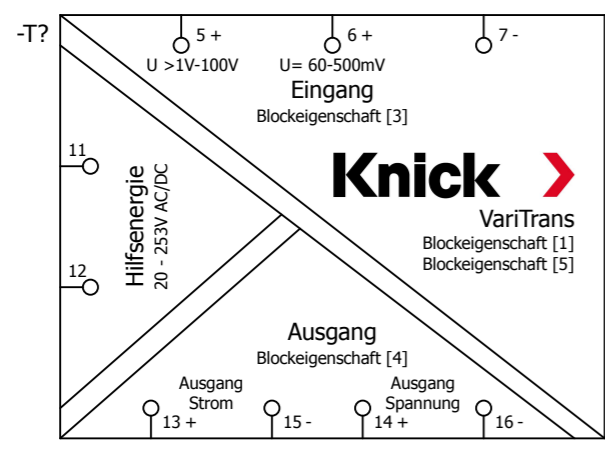 -T?
5 +
6 +
7 -
U >1V-100V
U= 60-500mV
Eingang
Blockeigenschaft [3]
Knick
VariTrans
Blockeigenschaft [1]
Blockeigenschaft [5]
11
12
Hilfsenergie
20 - 253V AC/DC
Ausgang
Blockeigenschaft [4]
Ausgang
Strom
Ausgang
Spannung
13 +
15 -
14 +
16 -